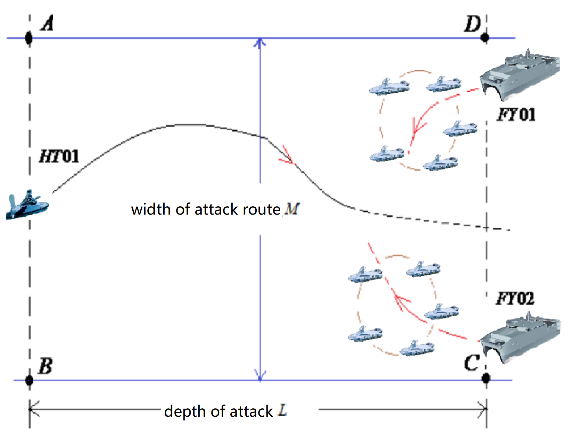 A
D
FY01
HT01
width of attack route M
FY02
B
C
depth of attack L